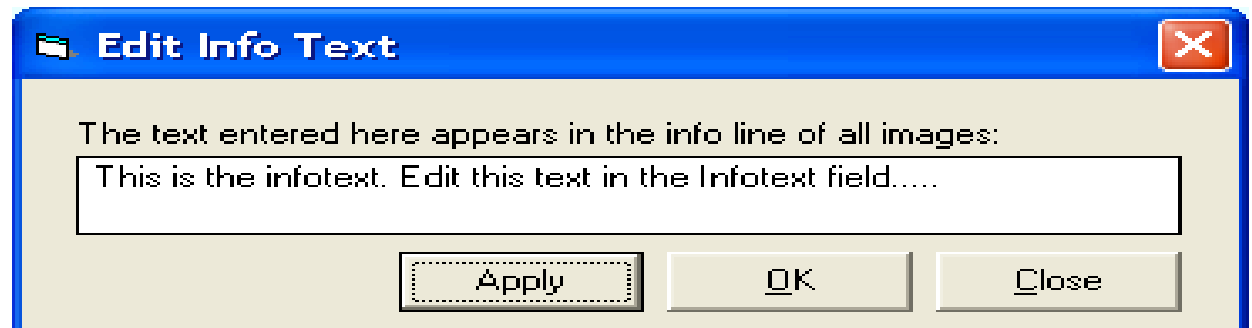 Edit Info Text
The text entered here appears in the info line of all images:
This is the infotext. Edit this text in the Infotext field.....
Apply OK Close